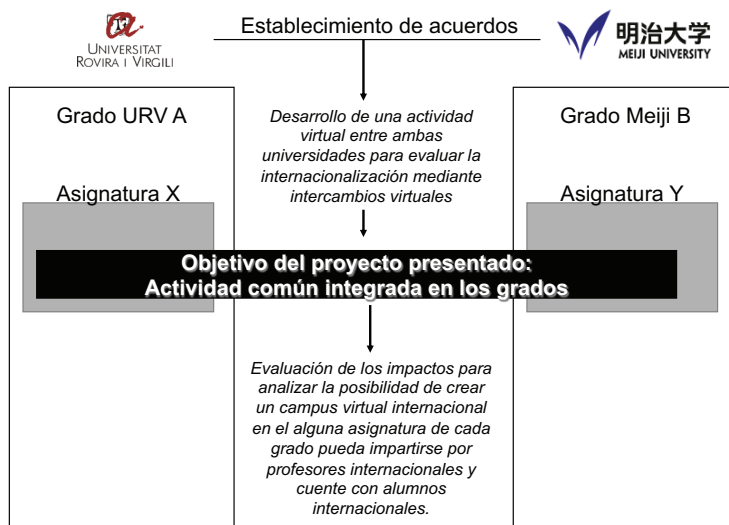 UNIVERSITAT
ROVIRA I VIRGILI
Establecimiento de acuerdos
明治大学
MEIJI UNIVERSITY
Grado URV A
Desarrollo de una actividad
virtual entre ambas
universidades para evaluar la
internacionalización mediante
intercambios virtuales
Grado Meiji B
Asignatura X
Asignatura Y
Objetivo del proyecto presentado:
Actividad común integrada en los grados
Evaluación de los impactos para
analizar la posibilidad de crear
un campus virtual internacional
en el alguna asignatura de cada
grado pueda impartirse por
profesores internacionales y
cuente con alumnos
internacionales.